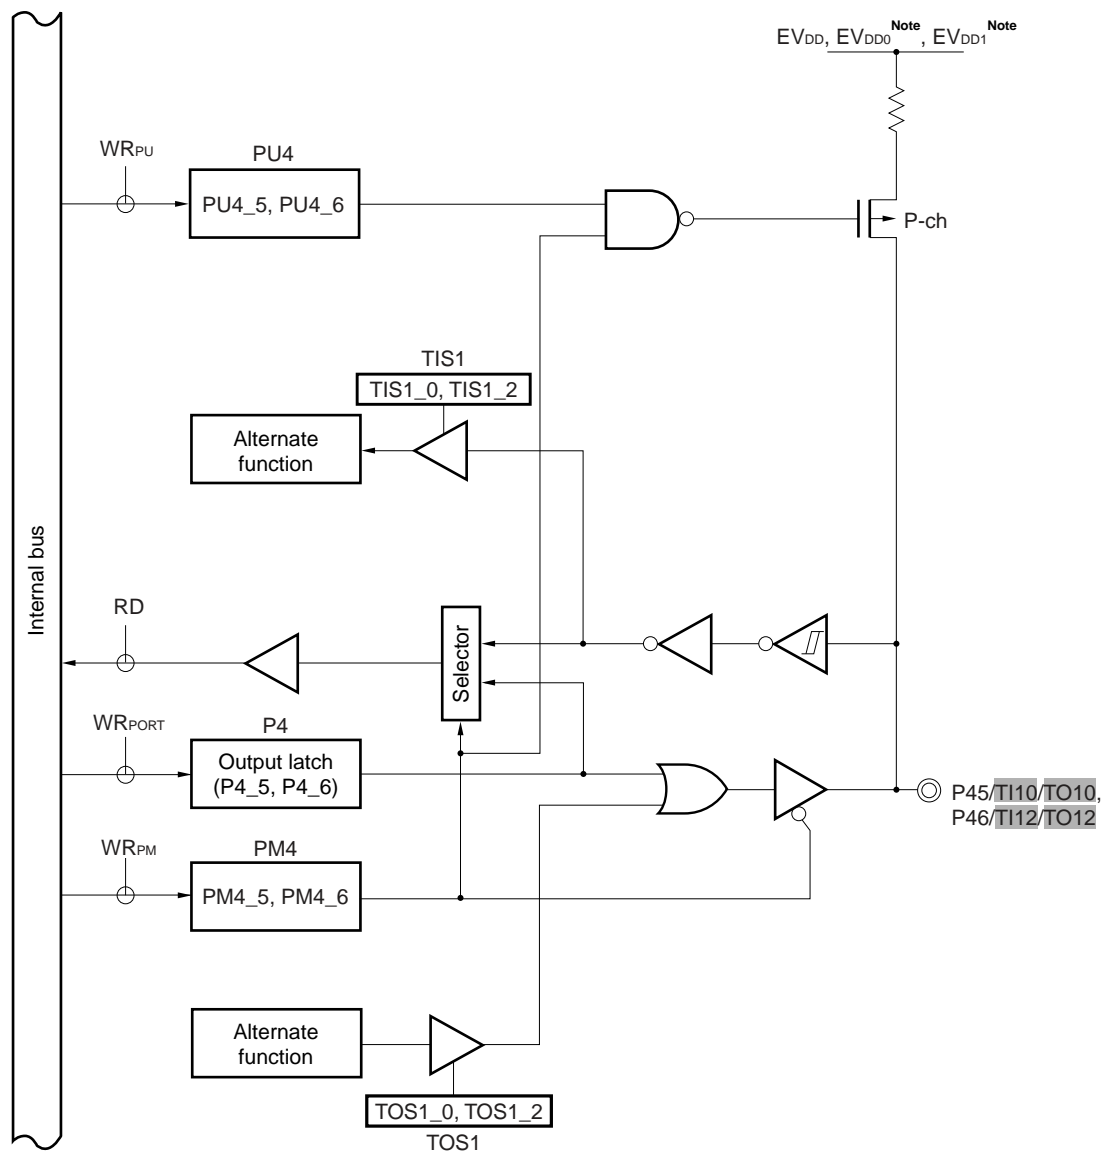 EVDD, EVDD0Note, EVDD1Note
WRPU
PU4
PU4_5, PU4_6
P-ch
TIS1
TIS1_0, TIS1_2
Alternate
function
Internal bus
RD
Selector
WRPORT
P4
Output latch
(P4_5, P4_6)
P45/TI10/TO10,
P46/TI12/TO12
WRPM
PM4
PM4_5, PM4_6
Alternate
function
TOS1_0, TOS1_2
TOS1